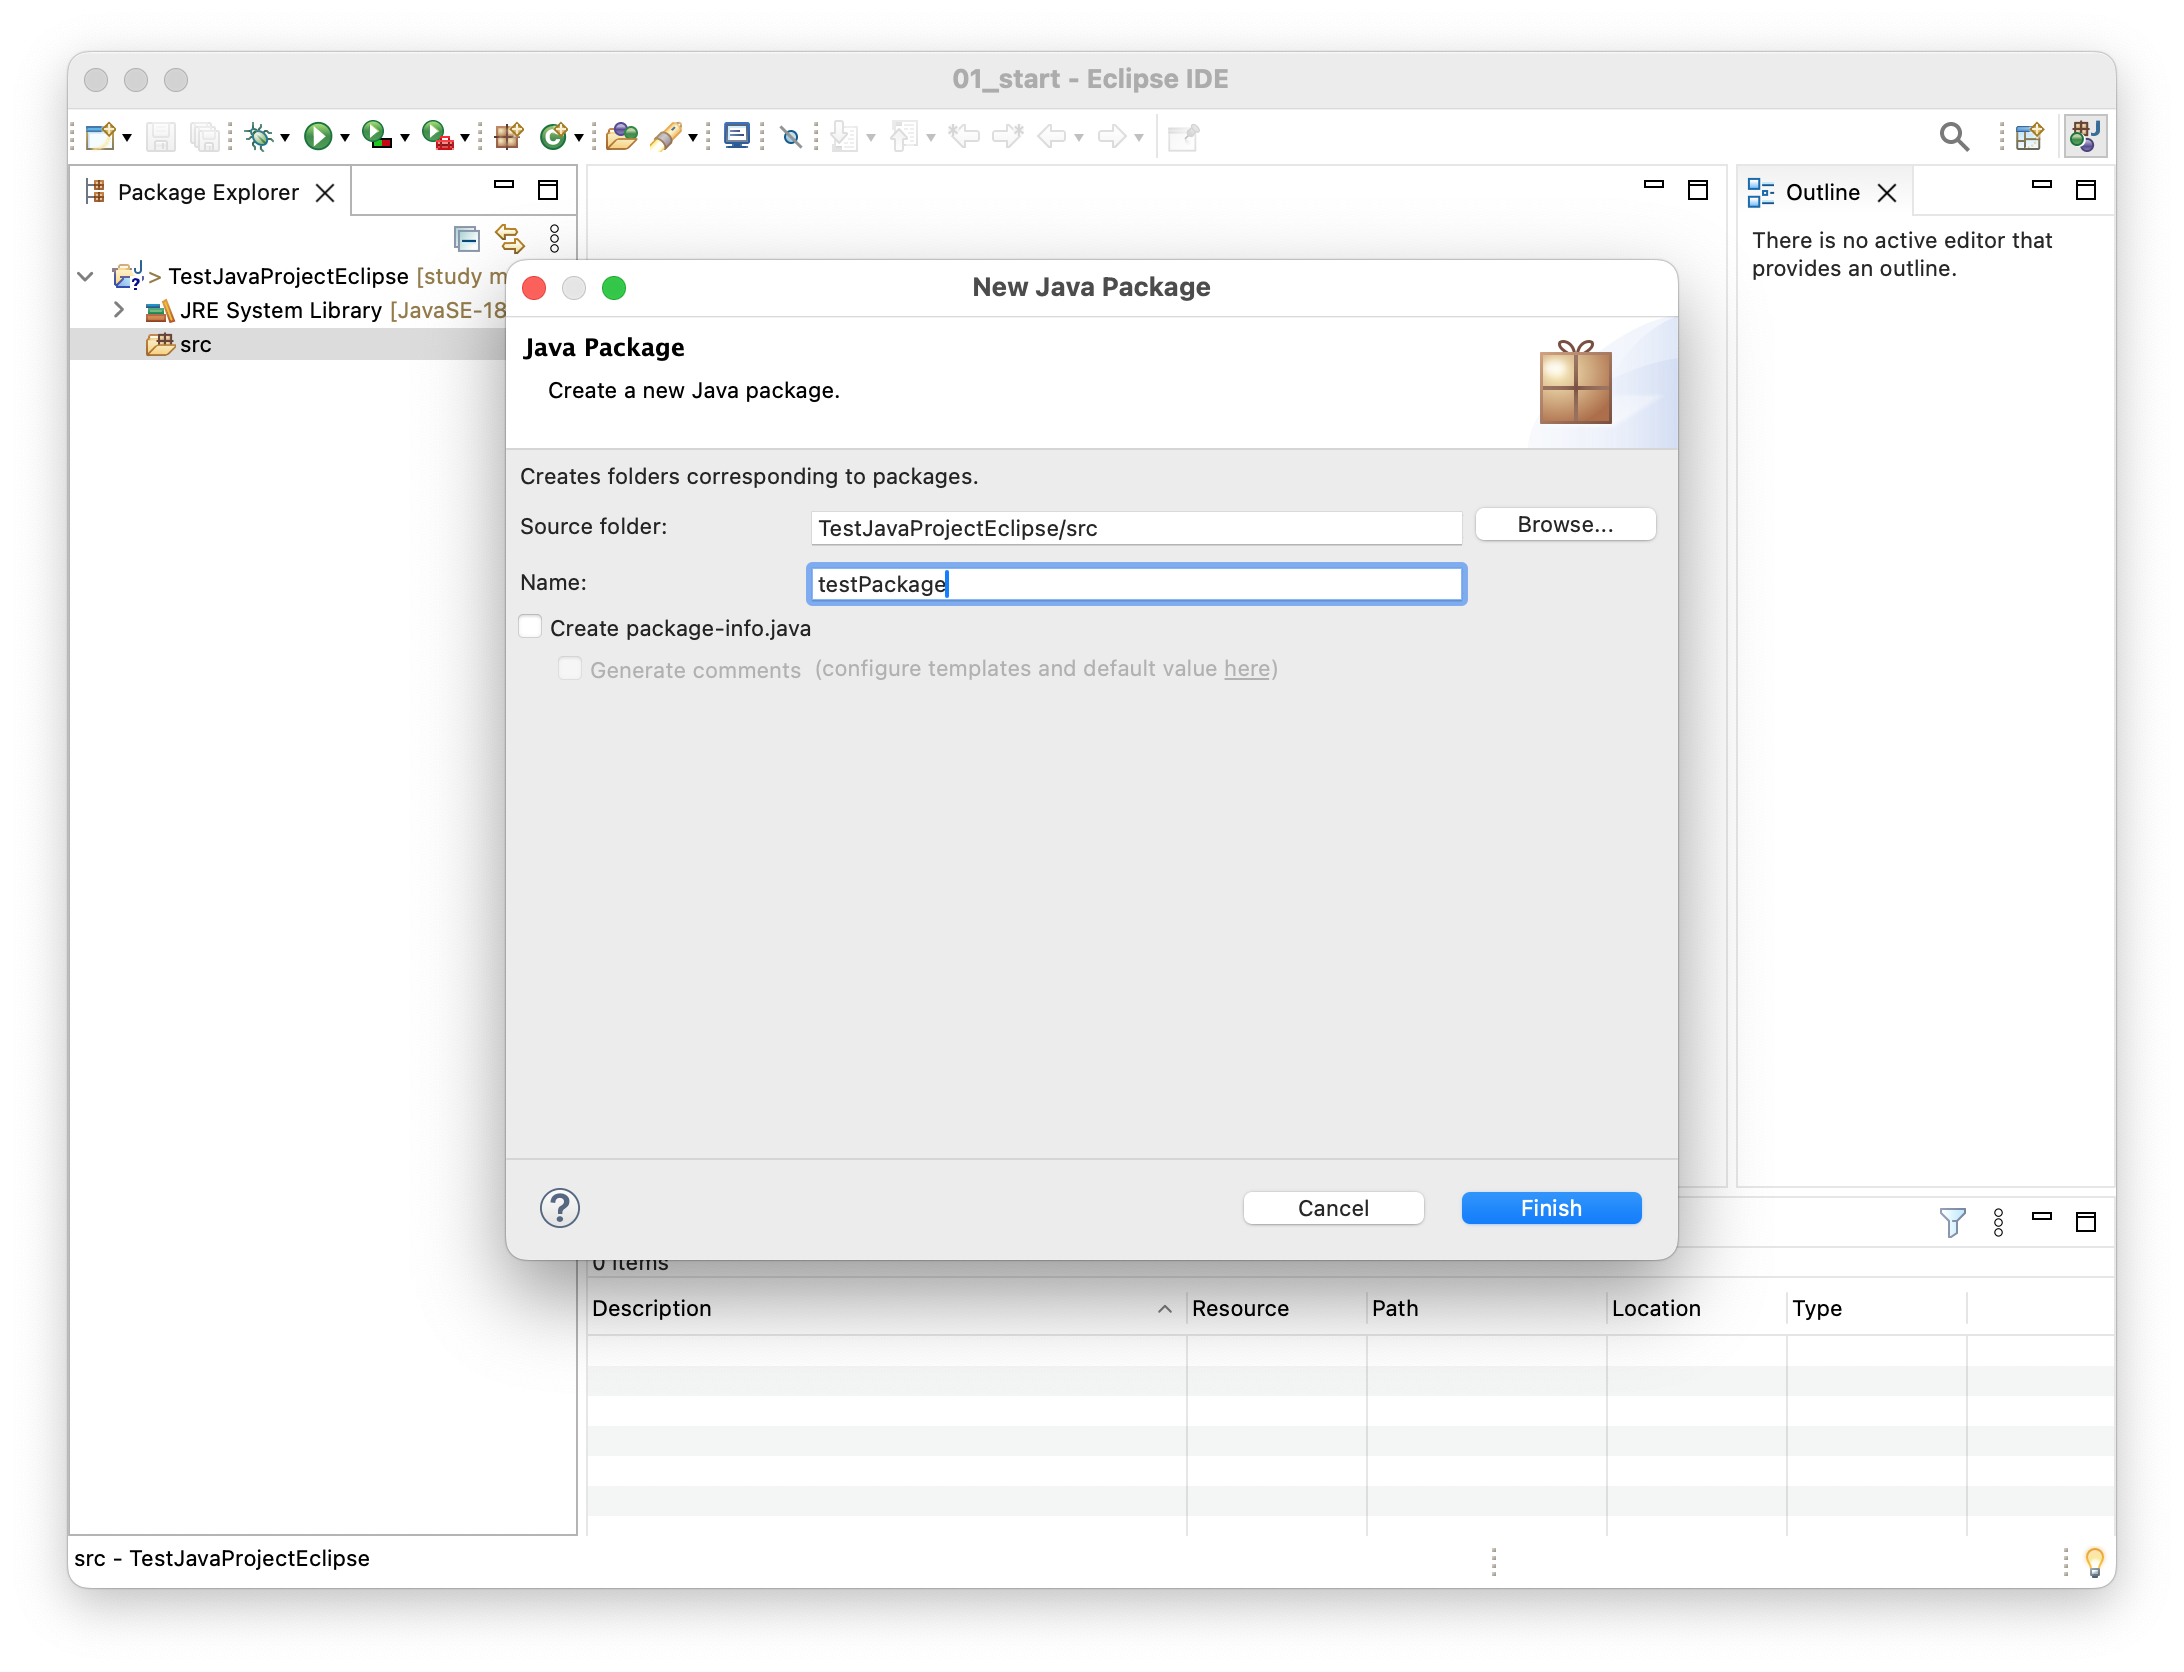 01_start - Eclipse IDE
Package Explorer
Outline
There is no active editor that
provides an outline.
> TestJavaProjectEclipse [study m
JRE System Library [JavaSE-18
src
New Java Package
Java Package
Create a new Java package.
Creates folders corresponding to packages.
Source folder: TestJavaProjectEclipse/src Browse...
Name: testPackage
Create package-info.java
Generate comments (configure templates and default value here)
? Cancel Finish
0 items
Description Resource Path Location Type
src - TestJavaProjectEclipse